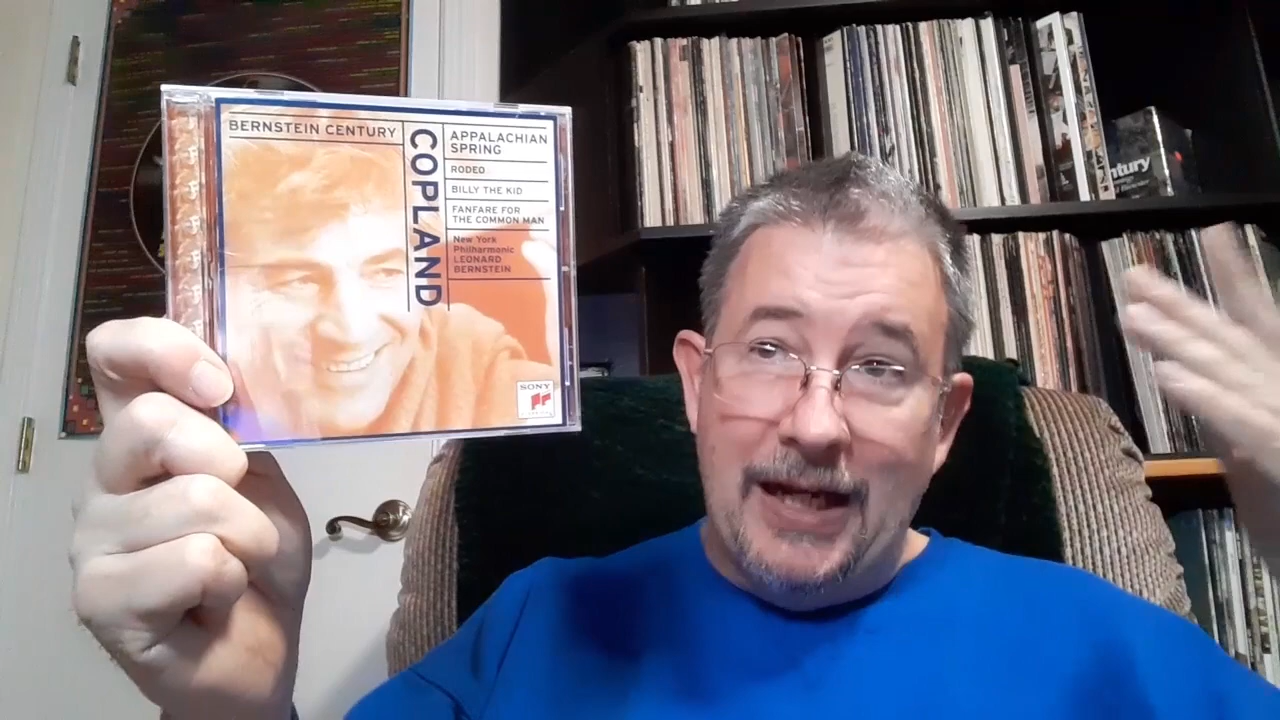 BERNSTEIN CENTURY
COPLAND
APPALACHIAN
SPRING
RODEO
BILLY THE KID
FANFARE FOR
THE COMMON MAN
New York
Philharmonic
LEONARD
BERNSTEIN
SONY
ntury